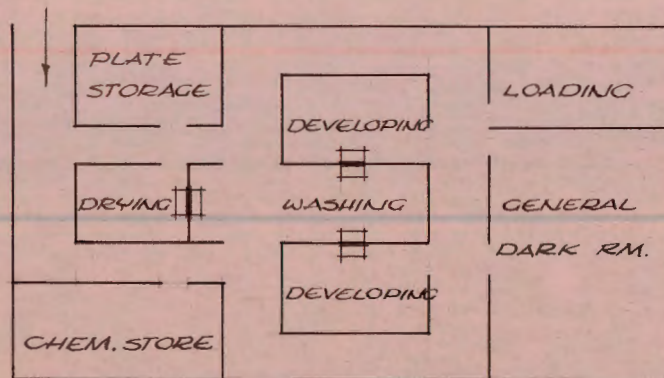 PLATE
STORAGE
DEVELOPING
LOADING
DRYING
WASHING
GENERAL
DARK RM.
DEVELOPING
CHEM. STORE